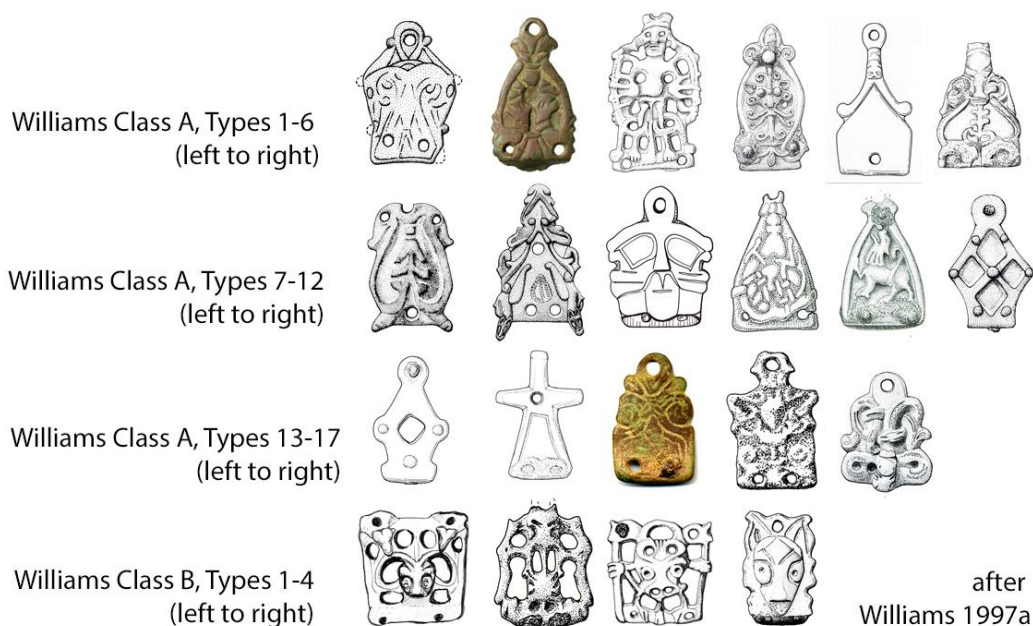 Williams Class A, Types 1-6
(left to right)
Williams Class A, Types 7-12
(left to right)
Williams Class A, Types 13-17
(left to right)
Williams Class B, Types 1-4
(left to right)
after
Williams 1997a